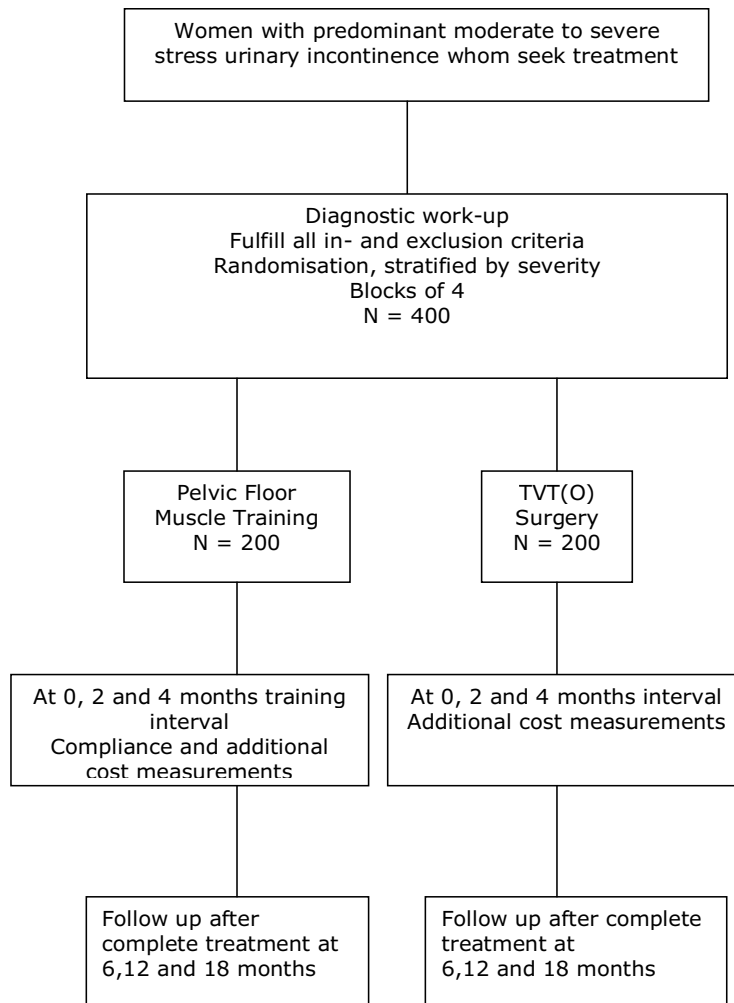 Women with predominant moderate to severe
stress urinary incontinence whom seek treatment
Diagnostic work-up
Fulfill all in- and exclusion criteria
Randomisation, stratified by severity
Blocks of 4
N = 400
Pelvic Floor
Muscle Training
N = 200
TVT(O)
Surgery
N = 200
At 0, 2 and 4 months training
interval
Compliance and additional
cost measurements
At 0, 2 and 4 months interval
Additional cost measurements
Follow up after
complete treatment at
6,12 and 18 months
Follow up after complete
treatment at
6,12 and 18 months